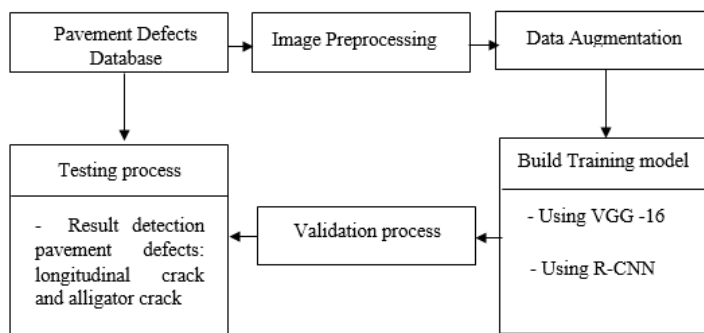 Pavement Defects
Database
Image Preprocessing
Data Augmentation
Testing process
- Result detection
pavement defects:
longitudinal crack
and alligator crack
Validation process
Build Training model
- Using VGG -16
- Using R-CNN